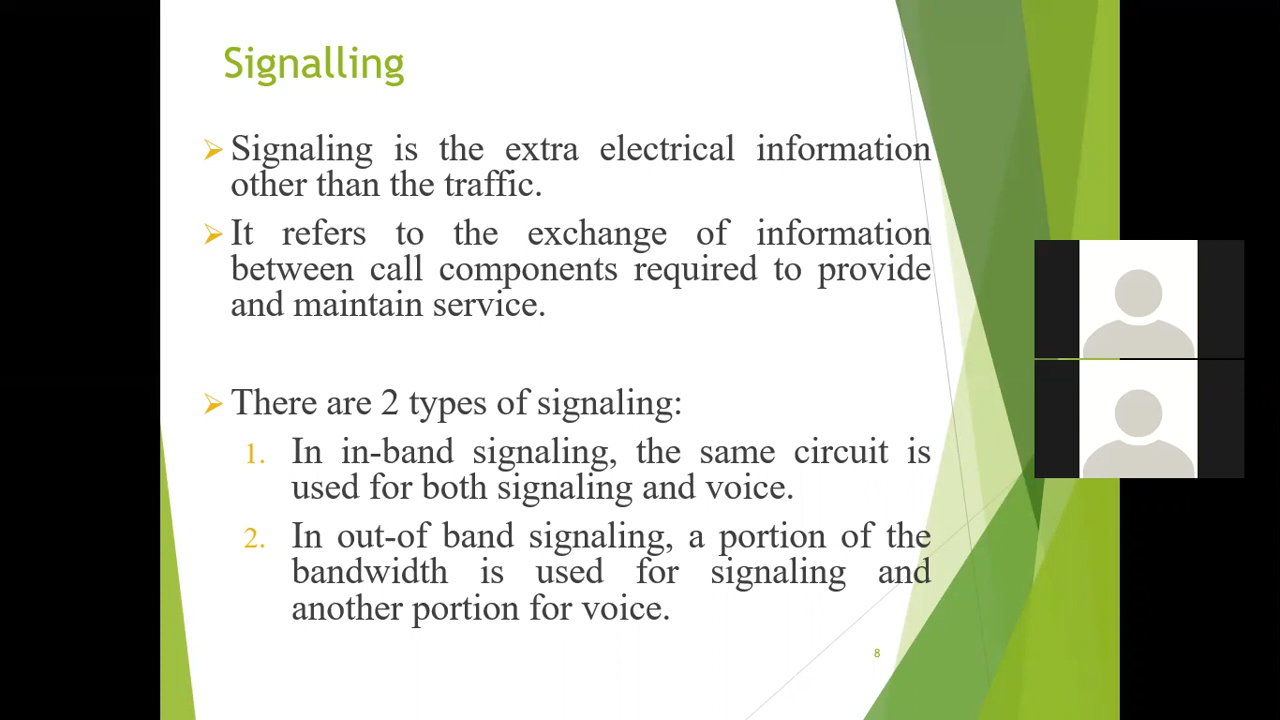 Signalling
Signaling is the extra electrical information
other than the traffic.
It refers to the exchange of information
between call components required to provide
and maintain service.
There are 2 types of signaling:
1. In in-band signaling, the same circuit is
used for both signaling and voice.
2. In out-of band signaling, a portion of the
bandwidth is used for signaling and
another portion for voice.
8